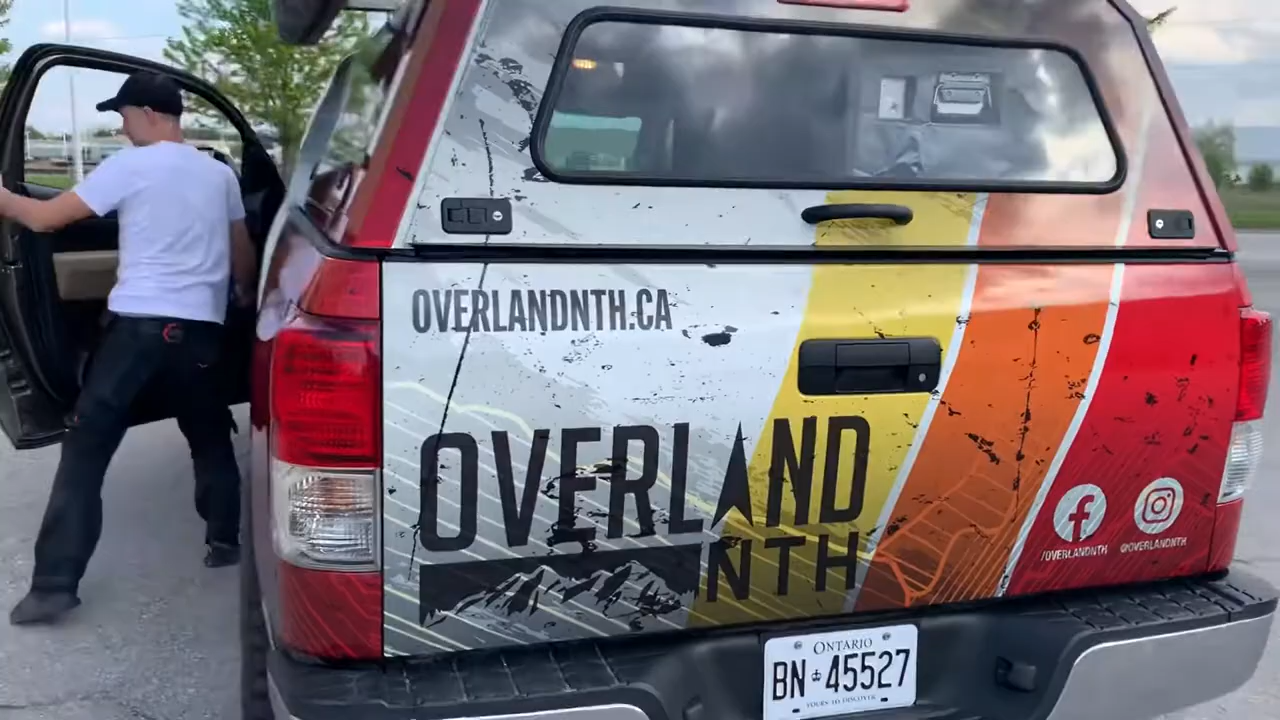 OVERLANDNTH.CA
OVERLAND
NTH
/OVERLANDNTH
@OVERLANDNTH
ONTARIO
BN 45527
YOURS TO DISCOVER